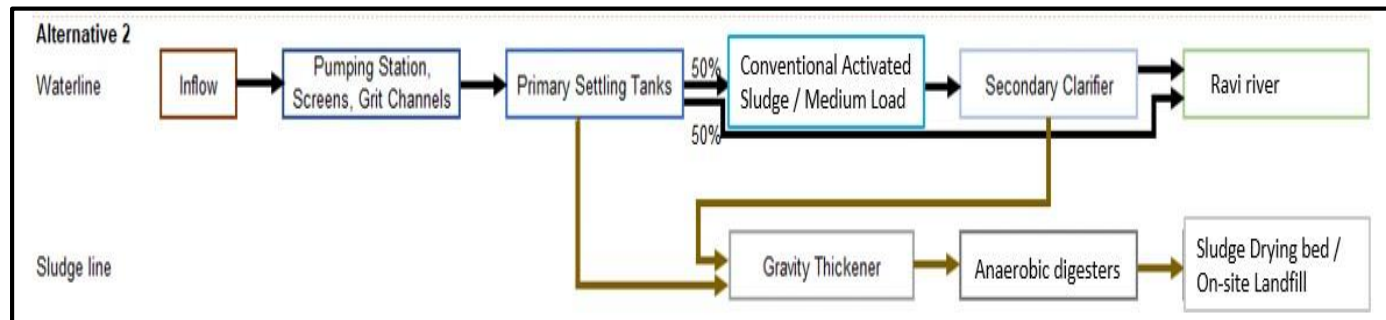 Alternative 2
Waterline
Inflow
Pumping Station,
Screens, Grit Channels
Primary Settling Tanks
50%
50%
Conventional Activated
Sludge / Medium Load
Secondary Clarifier
Ravi river
Sludge line
Gravity Thickener
Anaerobic digesters
Sludge Drying bed /
On-site Landfill